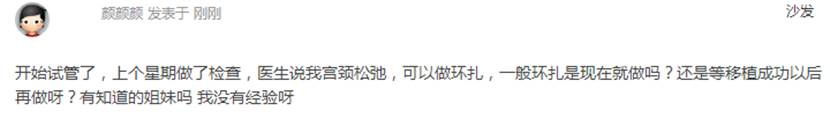 颜颜颜 发表于 刚刚 沙发
开始试管了，上个星期做了检查，医生说我宫颈松弛，可以做环扎，一般环扎是现在就做吗？还是等移植成功以后
再做呀？有知道的姐妹吗 我没有经验呀